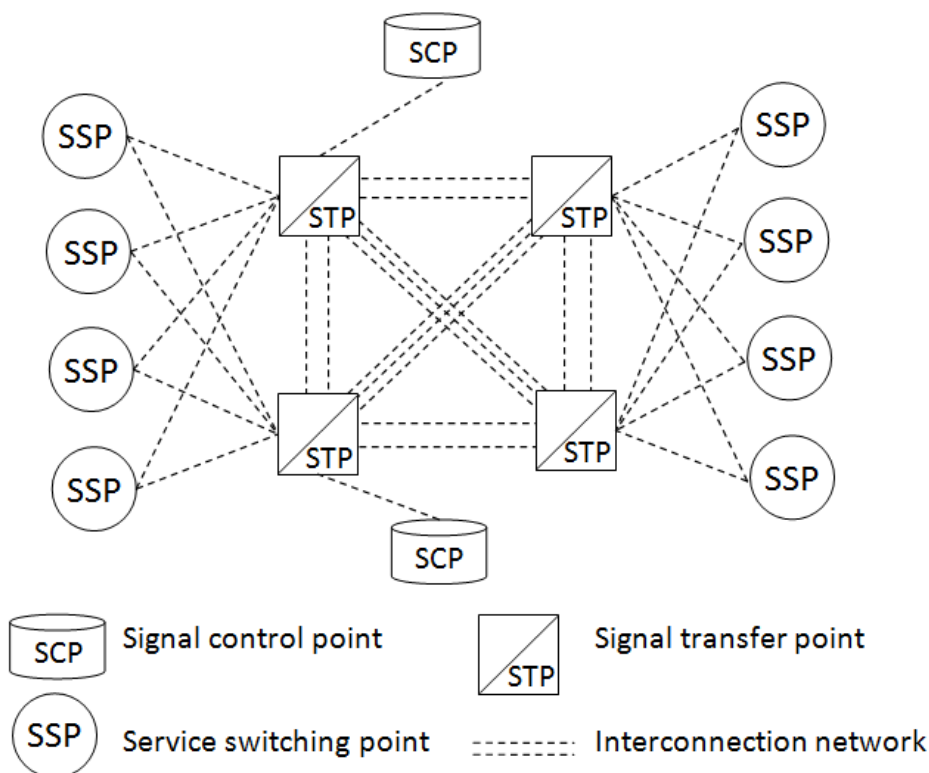 SCP
SSP
SSP
STP
STP
SSP
SSP
SSP
SSP
STP
STP
SSP
SSP
SCP
SCP
Signal control point
STP
Signal transfer point
SSP
Service switching point
Interconnection network